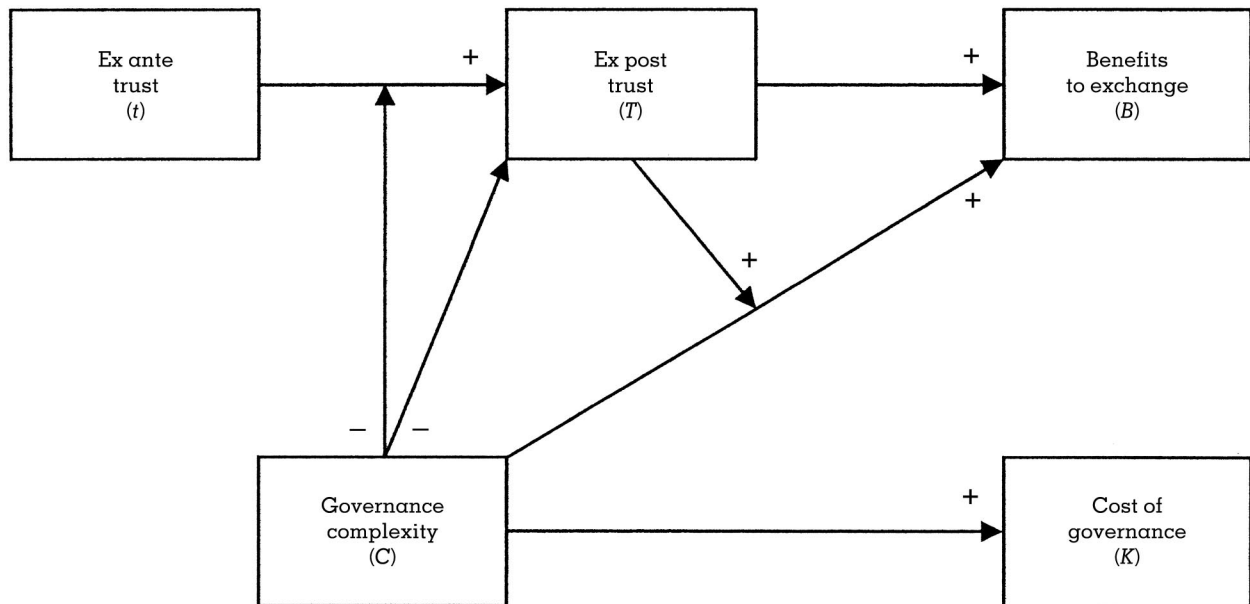 Ex ante
trust
(t)
+
Ex post
trust
(T)
+
Benefits
to exchange
(B)
+
+
– –
Governance
complexity
(C)
+
Cost of
governance
(K)